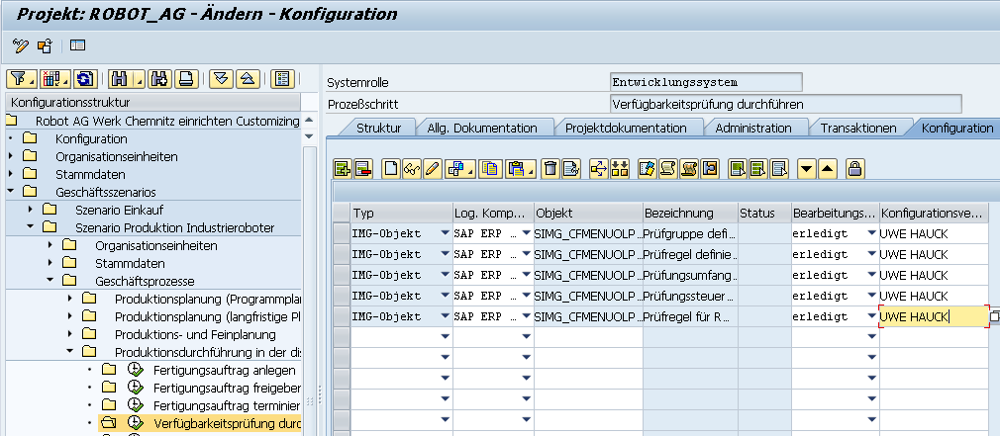 Projekt: ROBOT_AG - Ändern - Konfiguration
Konfigurationsstruktur
Robot AG Werk Chemnitz einrichten Customizing
Konfiguration
Organisationseinheiten
Stammdaten
Geschäftsszenarios
Szenario Einkauf
Szenario Produktion Industrieroboter
Organisationseinheiten
Stammdaten
Geschäftsprozesse
Produktionsplanung (Programmplan
Produktionsplanung (langfristige Pl
Produktions- und Feinplanung
Produktionsdurchführung in der dis
Fertigungsauftrag anlegen
Fertigungsauftrag freigeber
Fertigungsauftrag terminier
Verfügbarkeitsprüfung durc
Systemrolle Entwicklungssystem
Prozeßschritt Verfügbarkeitsprüfung durchführen
Struktur Allg. Dokumentation Projektdokumentation Administration Transaktionen Konfiguration
Typ Log. Komp... Objekt Bezeichnung Status Bearbeitungs... Konfigurationsve...
IMG-Objekt SAP ERP ... SIMG_CFMENUOLP... Prüfgruppe defi... erledigt UWE HAUCK
IMG-Objekt SAP ERP ... SIMG_CFMENUOLP... Prüfregel definie... erledigt UWE HAUCK
IMG-Objekt SAP ERP ... SIMG_CFMENUOLP... Prüfungsumfang... erledigt UWE HAUCK
IMG-Objekt SAP ERP ... SIMG_CFMENUOLP... Prüfungssteuer... erledigt UWE HAUCK
IMG-Objekt SAP ERP ... SIMG_CFMENUOLP... Prüfregel für R... erledigt UWE HAUCK